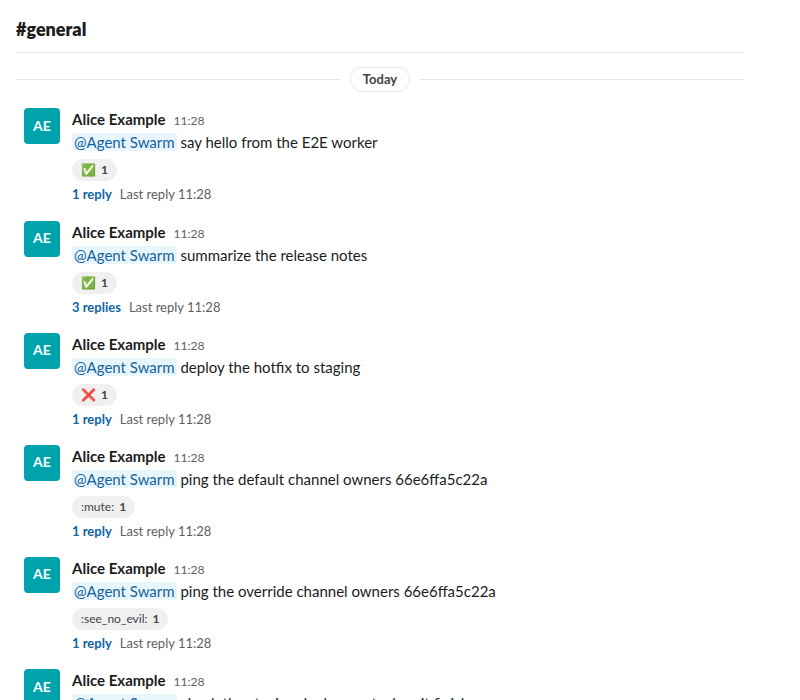 #general
Today
AE
Alice Example 11:28
@Agent Swarm say hello from the E2E worker
✅ 1
1 reply Last reply 11:28
AE
Alice Example 11:28
@Agent Swarm summarize the release notes
✅ 1
3 replies Last reply 11:28
AE
Alice Example 11:28
@Agent Swarm deploy the hotfix to staging
❌ 1
1 reply Last reply 11:28
AE
Alice Example 11:28
@Agent Swarm ping the default channel owners 66e6ffa5c22a
:mute: 1
1 reply Last reply 11:28
AE
Alice Example 11:28
@Agent Swarm ping the override channel owners 66e6ffa5c22a
:see_no_evil: 1
1 reply Last reply 11:28
AE
Alice Example 11:28